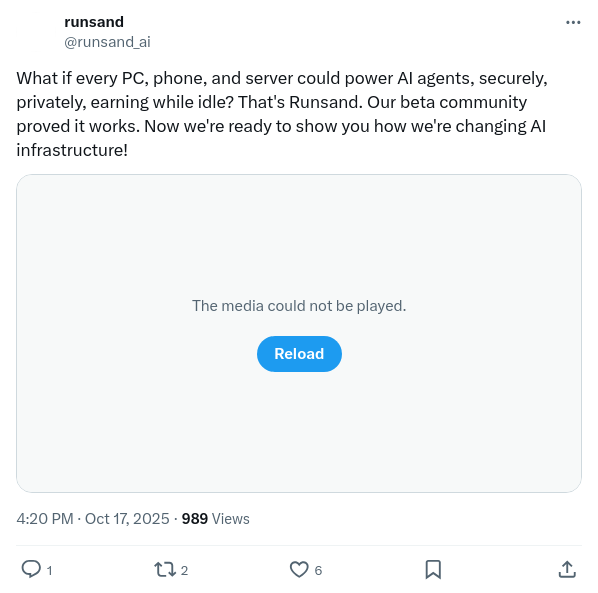 runsand
@runsand_ai
What if every PC, phone, and server could power AI agents, securely,
privately, earning while idle? That's Runsand. Our beta community
proved it works. Now we're ready to show you how we're changing AI
infrastructure!
The media could not be played.
Reload
4:20 PM · Oct 17, 2025 · 989 Views
1 2 6